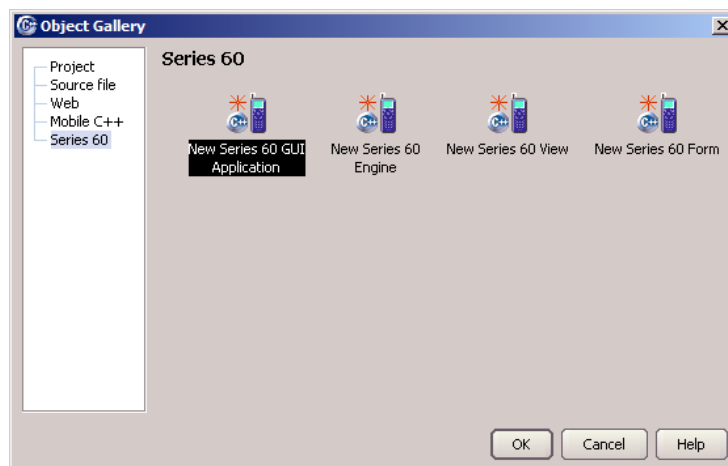 Object Gallery
Project
Source file
Web
Mobile C++
Series 60
Series 60
New Series 60 GUI
Application
New Series 60
Engine
New Series 60 View
New Series 60 Form
OK
Cancel
Help